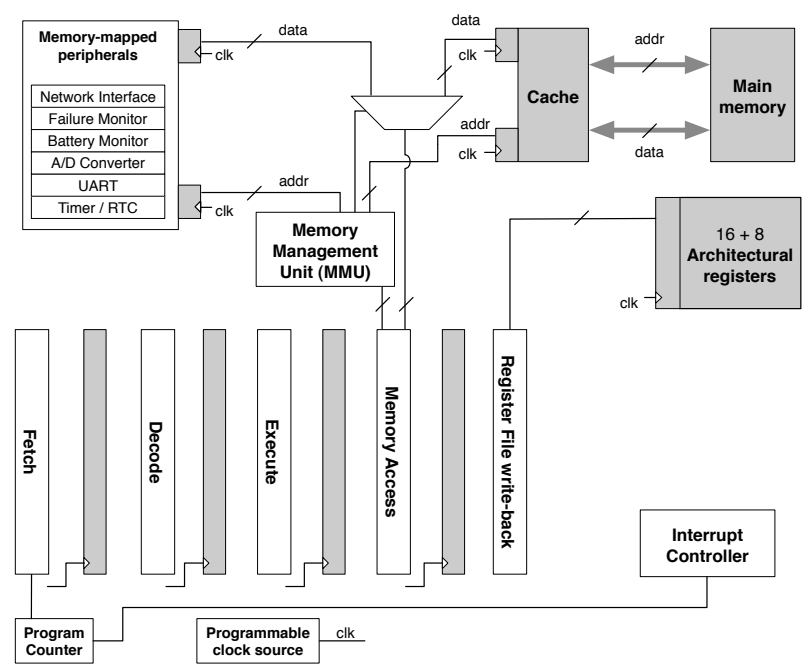 Memory-mapped
peripherals
Network Interface
Failure Monitor
Battery Monitor
A/D Converter
UART
Timer / RTC
clk
data
clk
addr
data
clk
addr
clk
Cache
addr
data
Main
memory
Memory
Management
Unit (MMU)
16 + 8
Architectural
registers
clk
Fetch
Decode
Execute
Memory Access
Register File write-back
Interrupt
Controller
Program
Counter
Programmable
clock source
clk